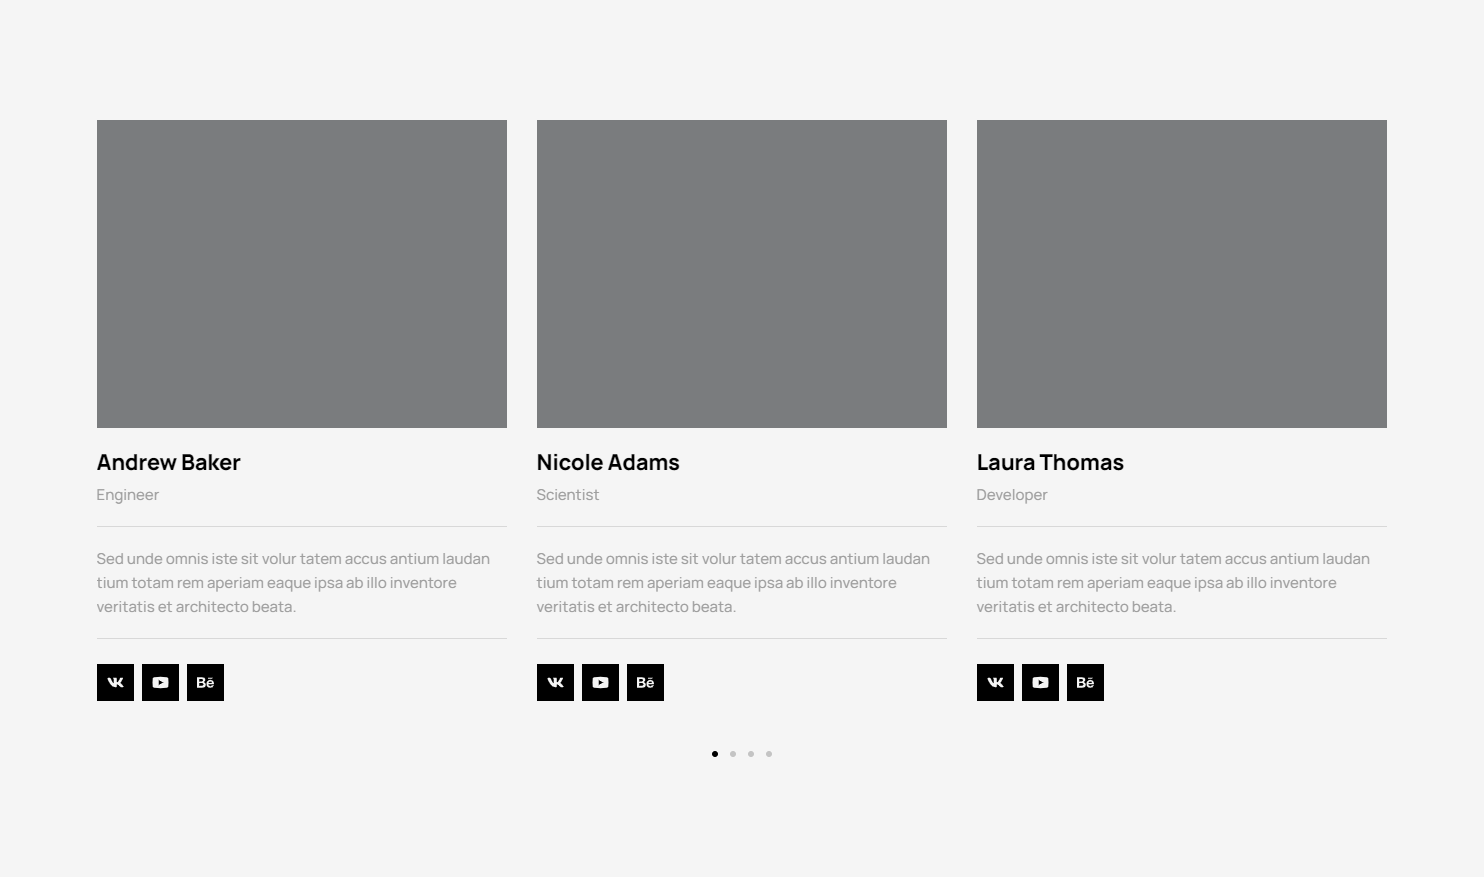 Andrew Baker
Engineer
Sed unde omnis iste sit volur tatem accus antium laudan
tium totam rem aperiam eaque ipsa ab illo inventore
veritatis et architecto beata.
Bē
Nicole Adams
Scientist
Sed unde omnis iste sit volur tatem accus antium laudan
tium totam rem aperiam eaque ipsa ab illo inventore
veritatis et architecto beata.
Bē
Laura Thomas
Developer
Sed unde omnis iste sit volur tatem accus antium laudan
tium totam rem aperiam eaque ipsa ab illo inventore
veritatis et architecto beata.
Bē